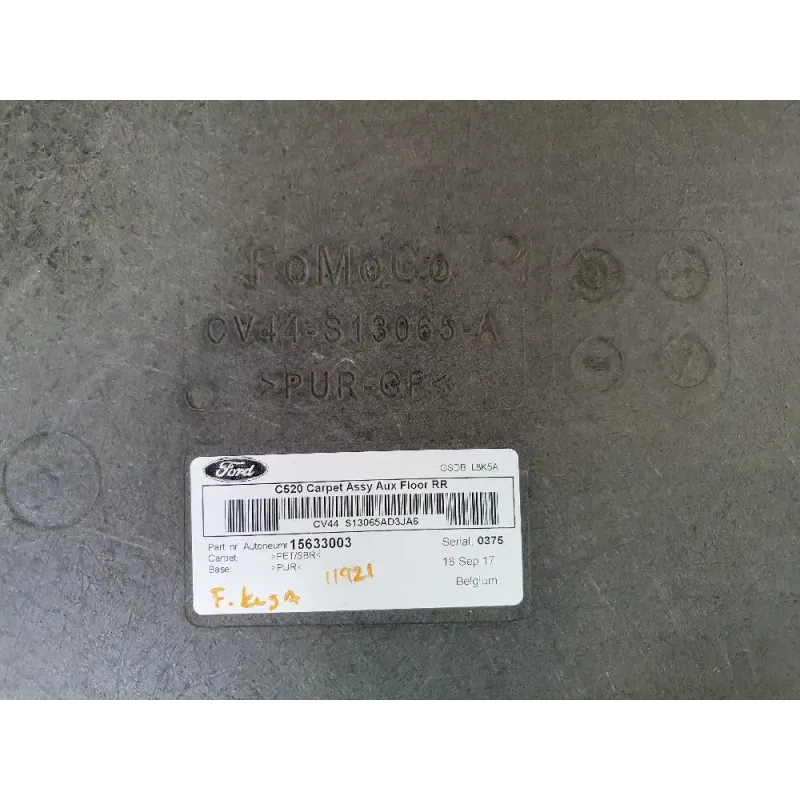 FoMoCo
CV44-S13065-A
>PUR-GF<
Ford
GSDB L8K5A
C520 Carpet Assy Aux Floor RR
CV44 S13065AD3JA6
Part. nr. Autoneum 15633003
Serial. 0375
Carpet: >PET/SBR<
18 Sep 17
Base: >PUR<
Belgium
11921
F. Kuga